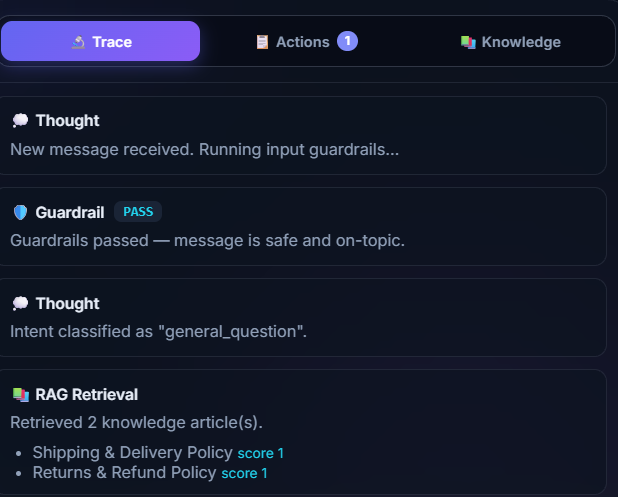 Trace
Actions 1
Knowledge
Thought
New message received. Running input guardrails...
Guardrail PASS
Guardrails passed — message is safe and on-topic.
Thought
Intent classified as "general_question".
RAG Retrieval
Retrieved 2 knowledge article(s).
• Shipping & Delivery Policy score 1
• Returns & Refund Policy score 1